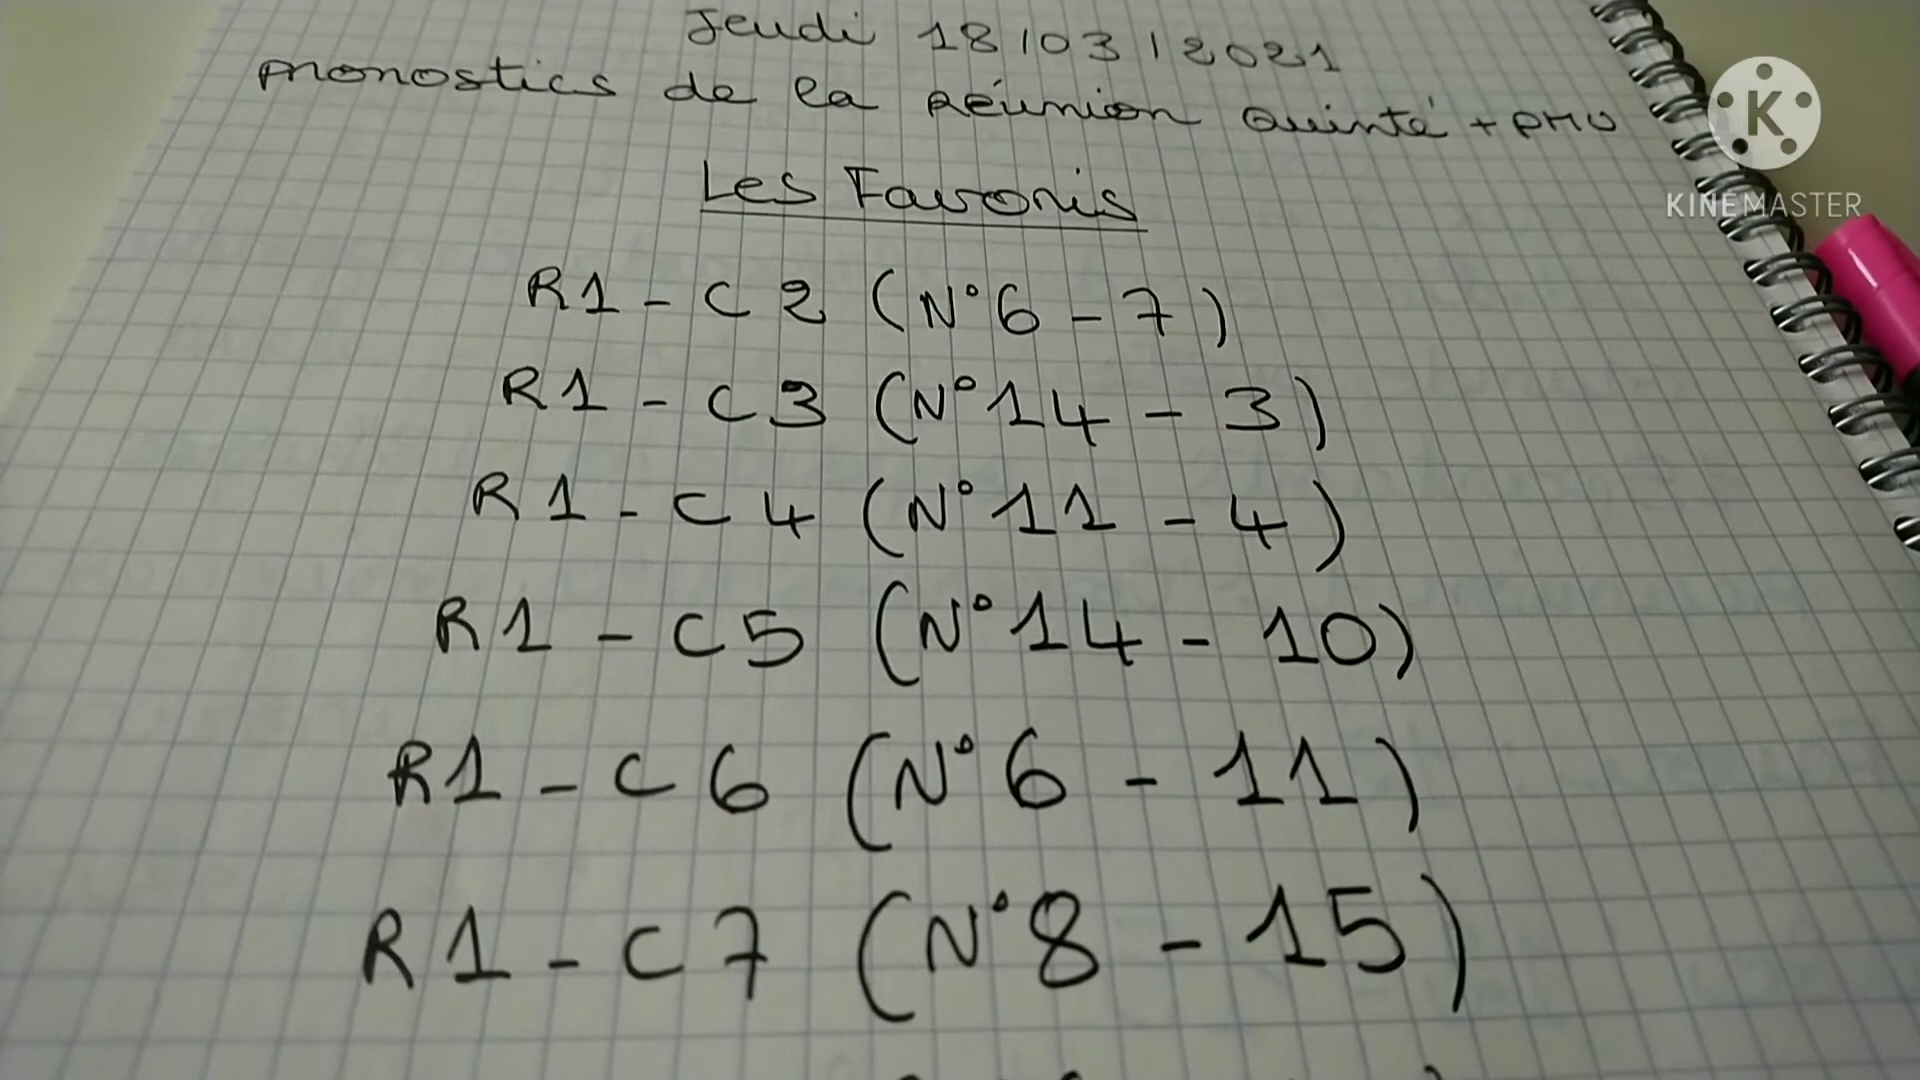 Jeudi 18/03/2021
pronostics de la Réunion Quinté + PMU
Les Favoris
R1 - C2 (N°6 - 7)
R1 - C3 (N°14 - 3)
R1 - C4 (N°11 - 4)
R1 - C5 (N°14 - 10)
R1 - C6 (N°6 - 11)
R1 - C7 (N°8 - 15)
K
KINEMASTER